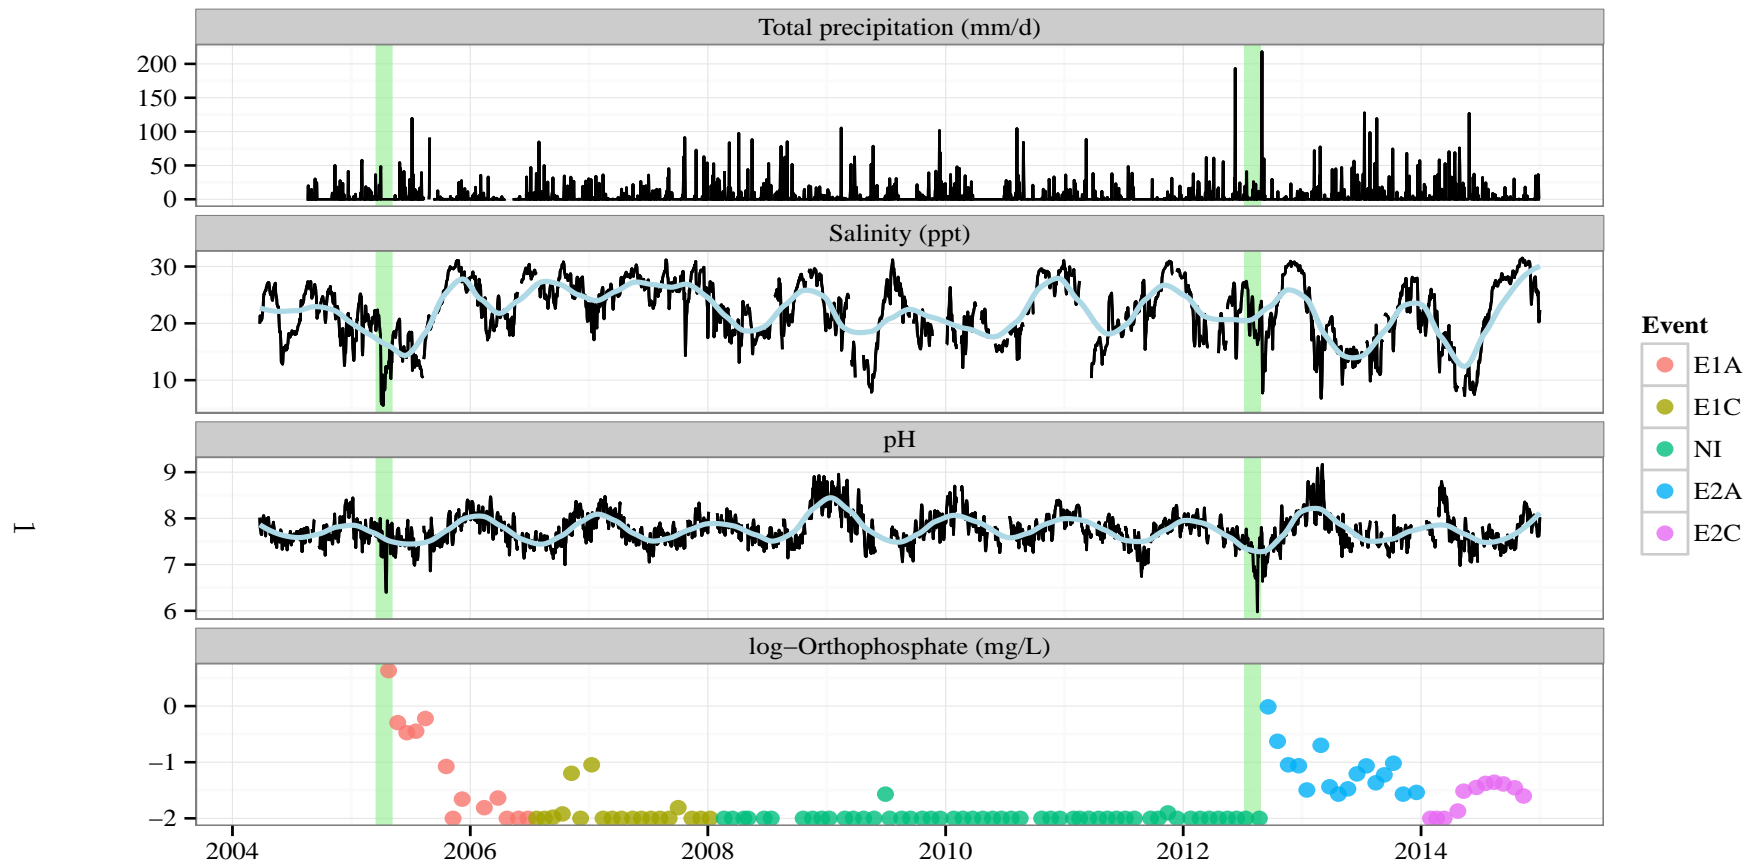 Total precipitation (mm/d)
200
150
100
50
0
Salinity (ppt)
30
20
10
pH
9
8
7
6
log−Orthophosphate (mg/L)
0
−1
−2
2004 2006 2008 2010 2012 2014
Event
E1A
E1C
NI
E2A
E2C
1